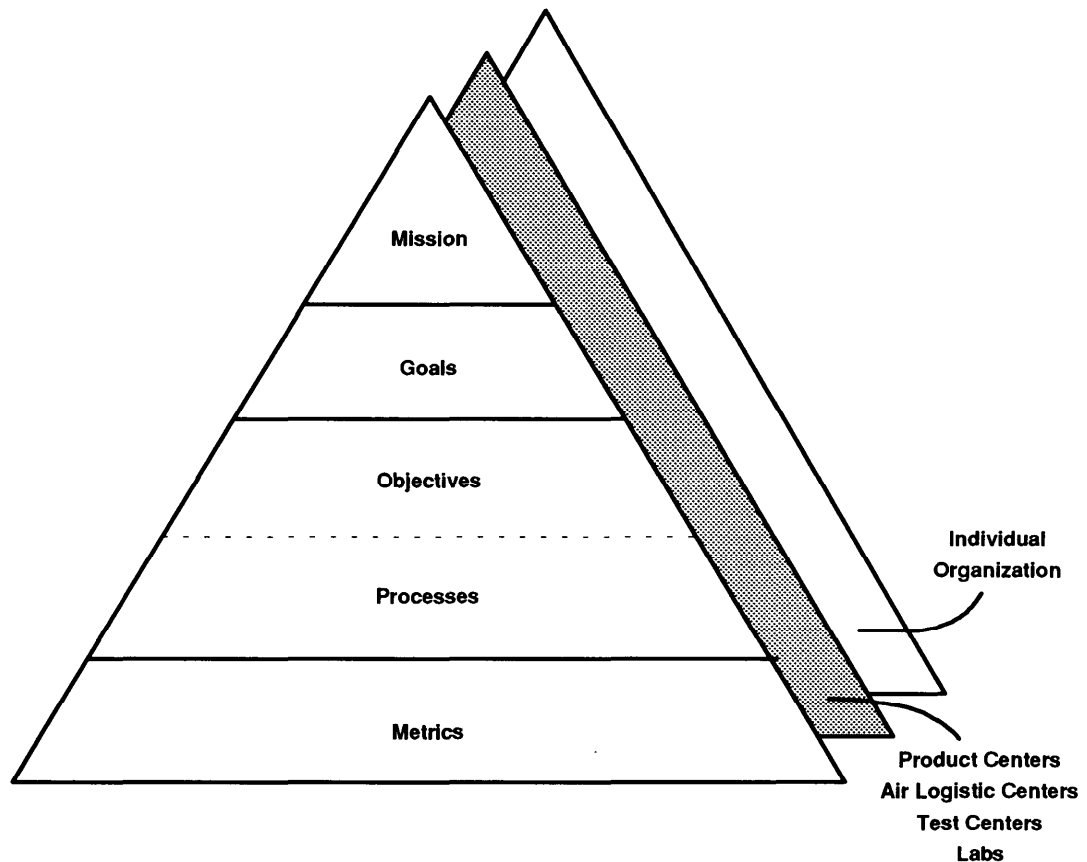 Mission
Goals
Objectives
Processes
Metrics
Individual
Organization
Product Centers
Air Logistic Centers
Test Centers
Labs